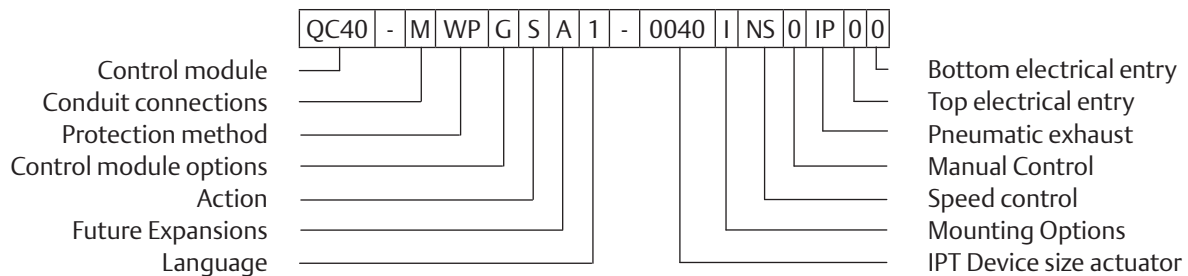 QC40 - M WP G S A 1 - 0040 I NS 0 IP 0 0
Control module
Conduit connections
Protection method
Control module options
Action
Future Expansions
Language
Bottom electrical entry
Top electrical entry
Pneumatic exhaust
Manual Control
Speed control
Mounting Options
IPT Device size actuator